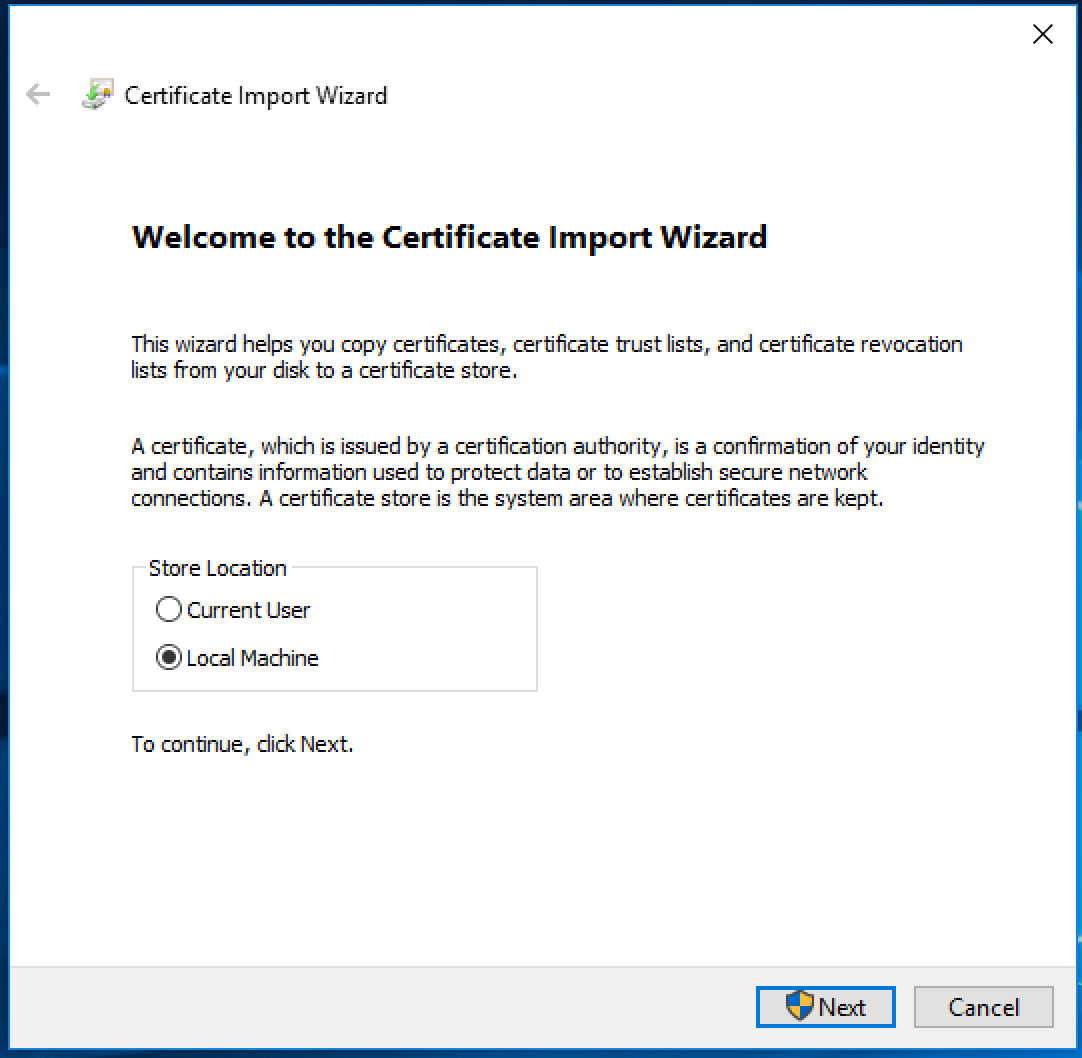 Certificate Import Wizard
Welcome to the Certificate Import Wizard
This wizard helps you copy certificates, certificate trust lists, and certificate revocation
lists from your disk to a certificate store.
A certificate, which is issued by a certification authority, is a confirmation of your identity
and contains information used to protect data or to establish secure network
connections. A certificate store is the system area where certificates are kept.
Store Location
Current User
Local Machine
To continue, click Next.
Next
Cancel